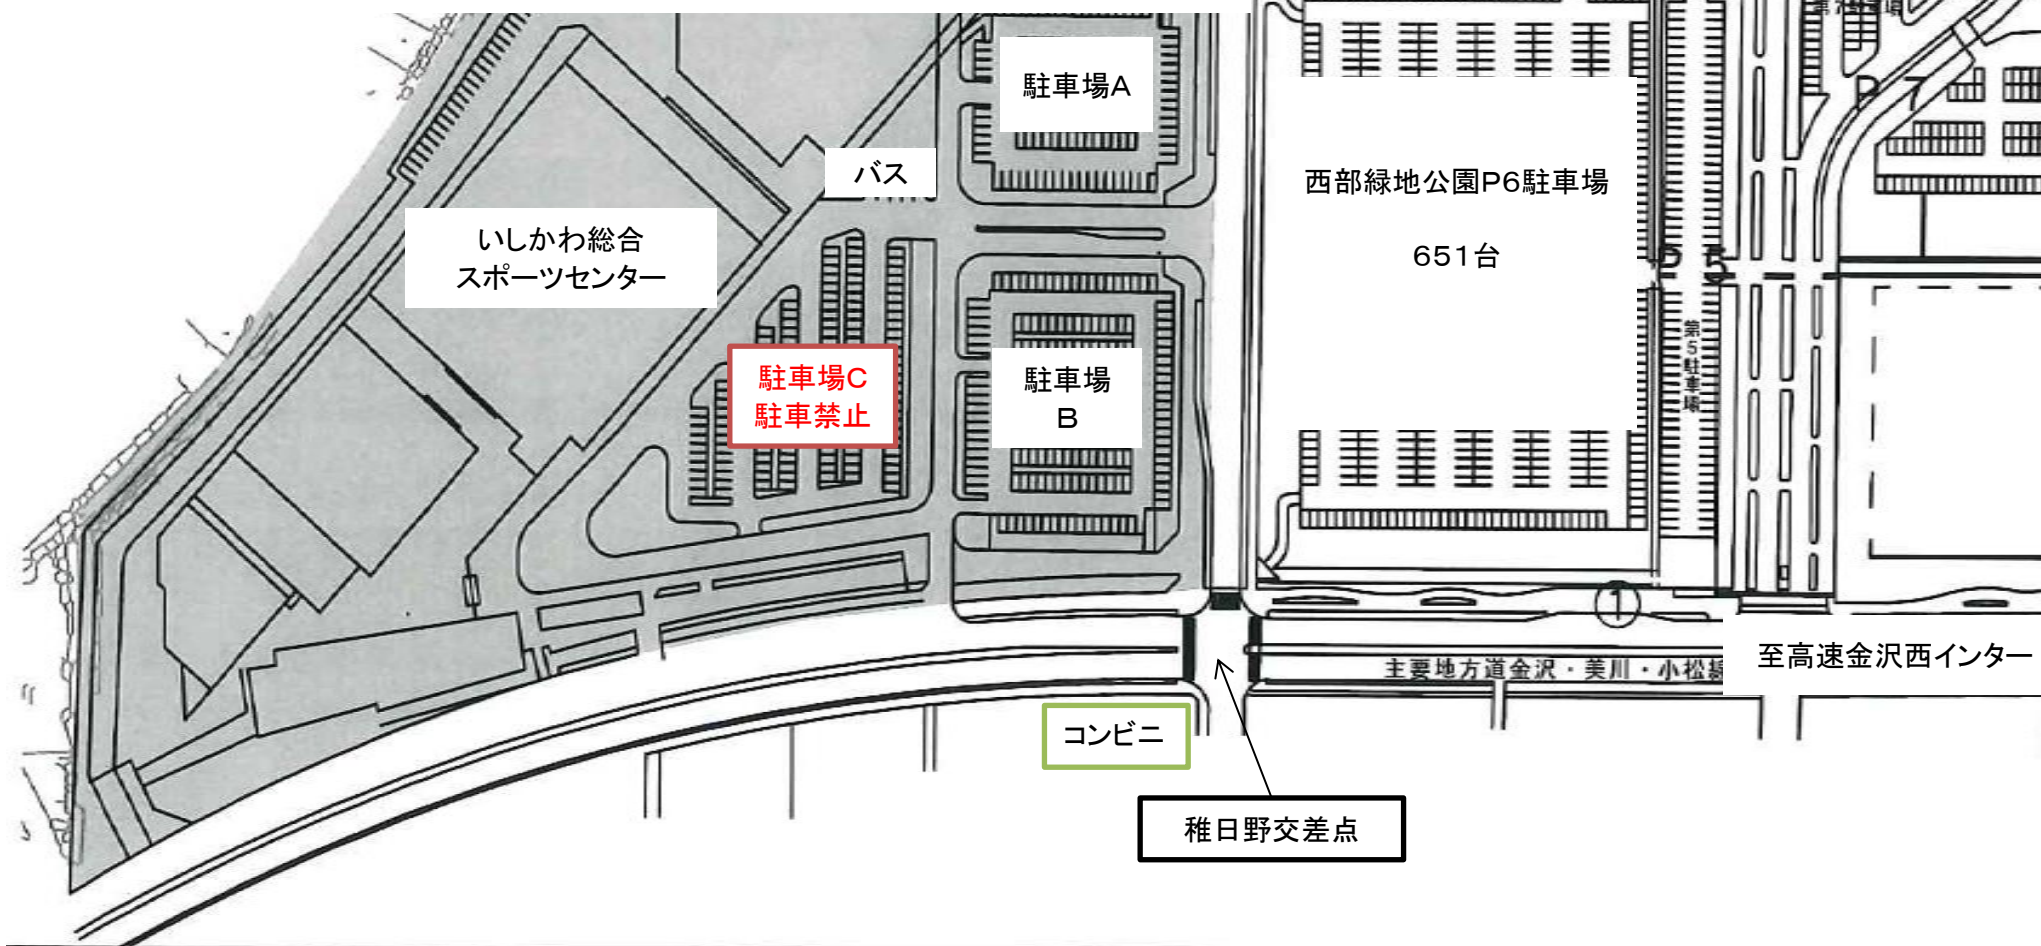 駐車場A
バス
いしかわ総合
スポーツセンター
西部緑地公園P6駐車場
651台
P 7
P 5
第5駐車場
駐車場C
駐車禁止
駐車場
B
①
主要地方道金沢・美川・小松線
至高速金沢西インター
コンビニ
稚日野交差点